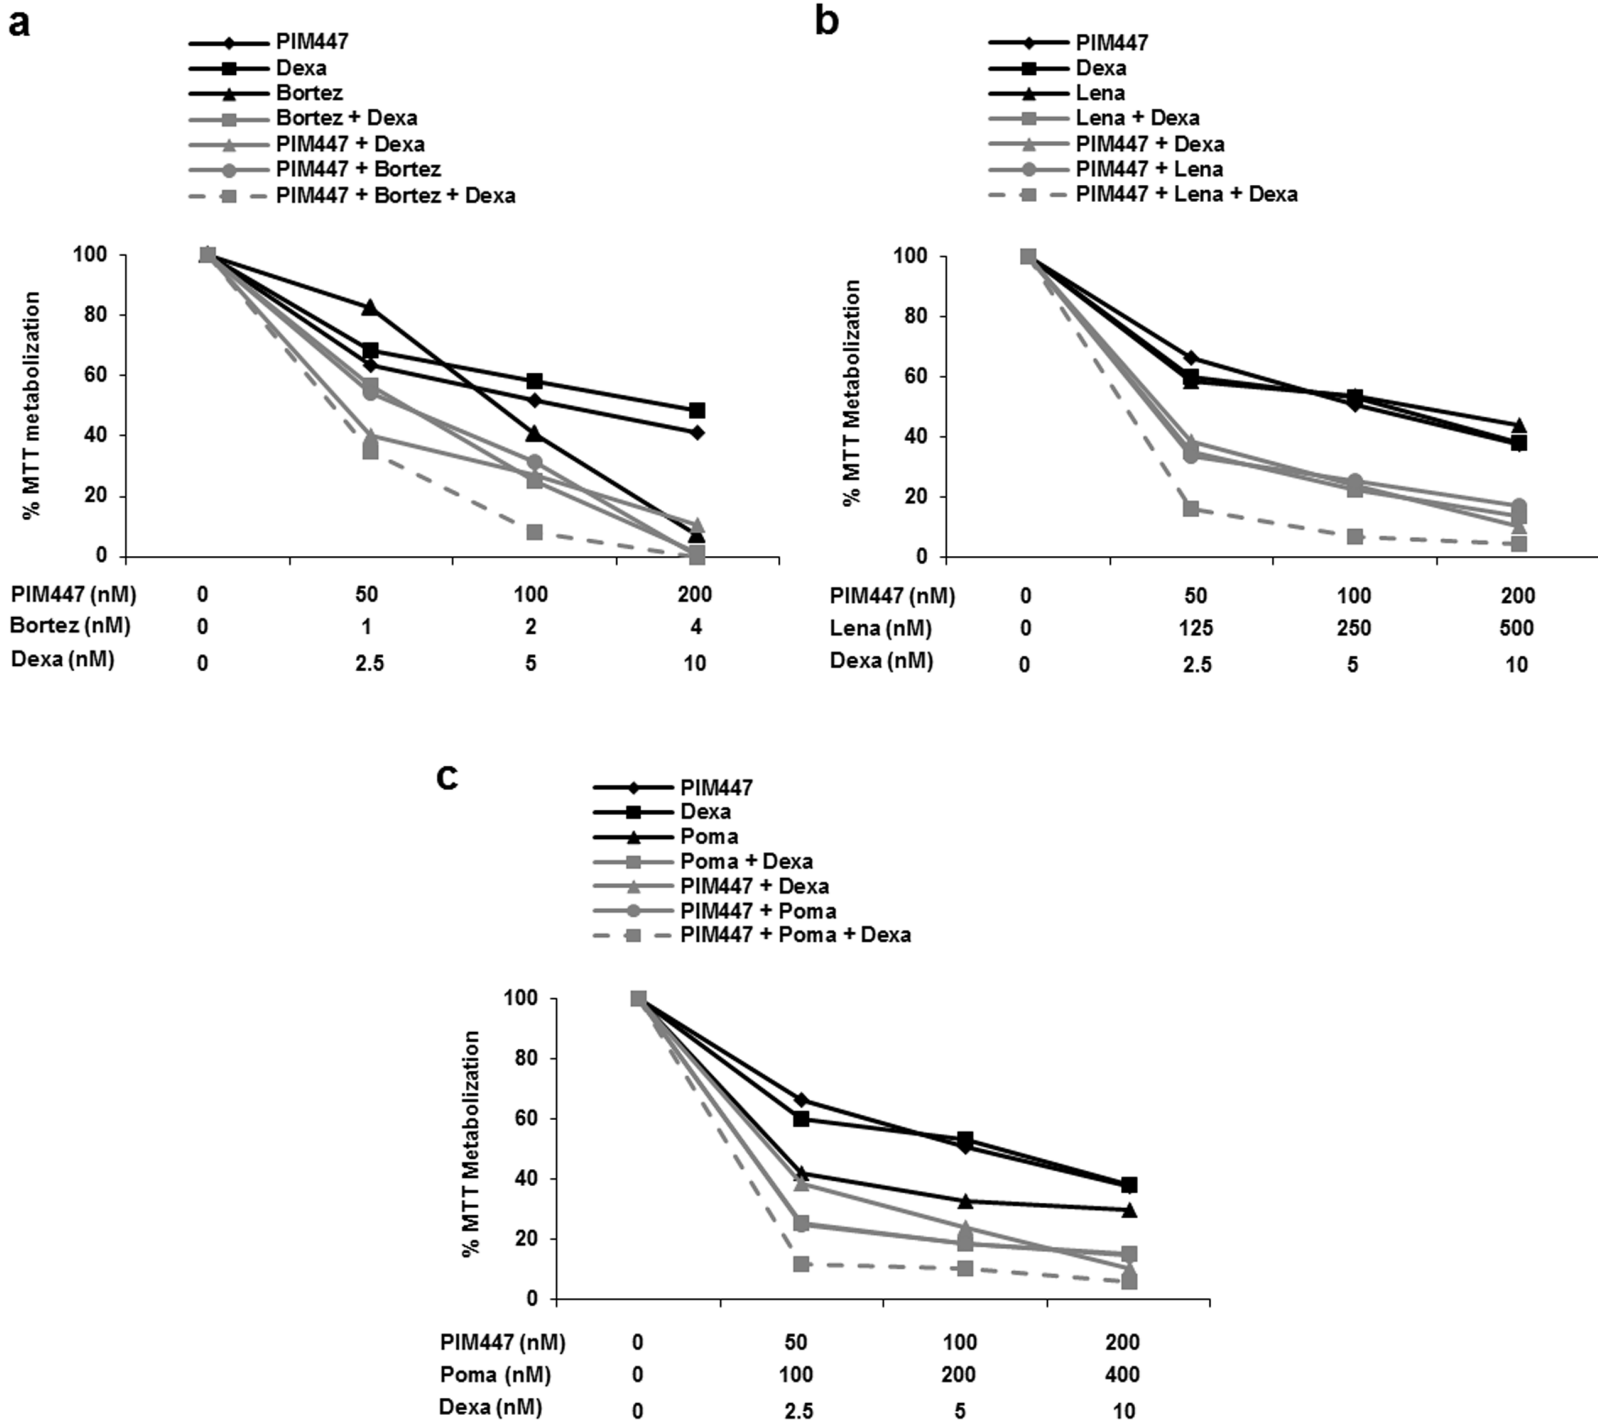 a
PIM447
Dexa
Bortez
Bortez + Dexa
PIM447 + Dexa
PIM447 + Bortez
PIM447 + Bortez + Dexa
% MTT metabolization
100
80
60
40
20
0
PIM447 (nM) 0 50 100 200
Bortez (nM) 0 1 2 4
Dexa (nM) 0 2.5 5 10
b
PIM447
Dexa
Lena
Lena + Dexa
PIM447 + Dexa
PIM447 + Lena
PIM447 + Lena + Dexa
% MTT Metabolization
100
80
60
40
20
0
PIM447 (nM) 0 50 100 200
Lena (nM) 0 125 250 500
Dexa (nM) 0 2.5 5 10
c
PIM447
Dexa
Poma
Poma + Dexa
PIM447 + Dexa
PIM447 + Poma
PIM447 + Poma + Dexa
% MTT Metabolization
100
80
60
40
20
0
PIM447 (nM) 0 50 100 200
Poma (nM) 0 100 200 400
Dexa (nM) 0 2.5 5 10